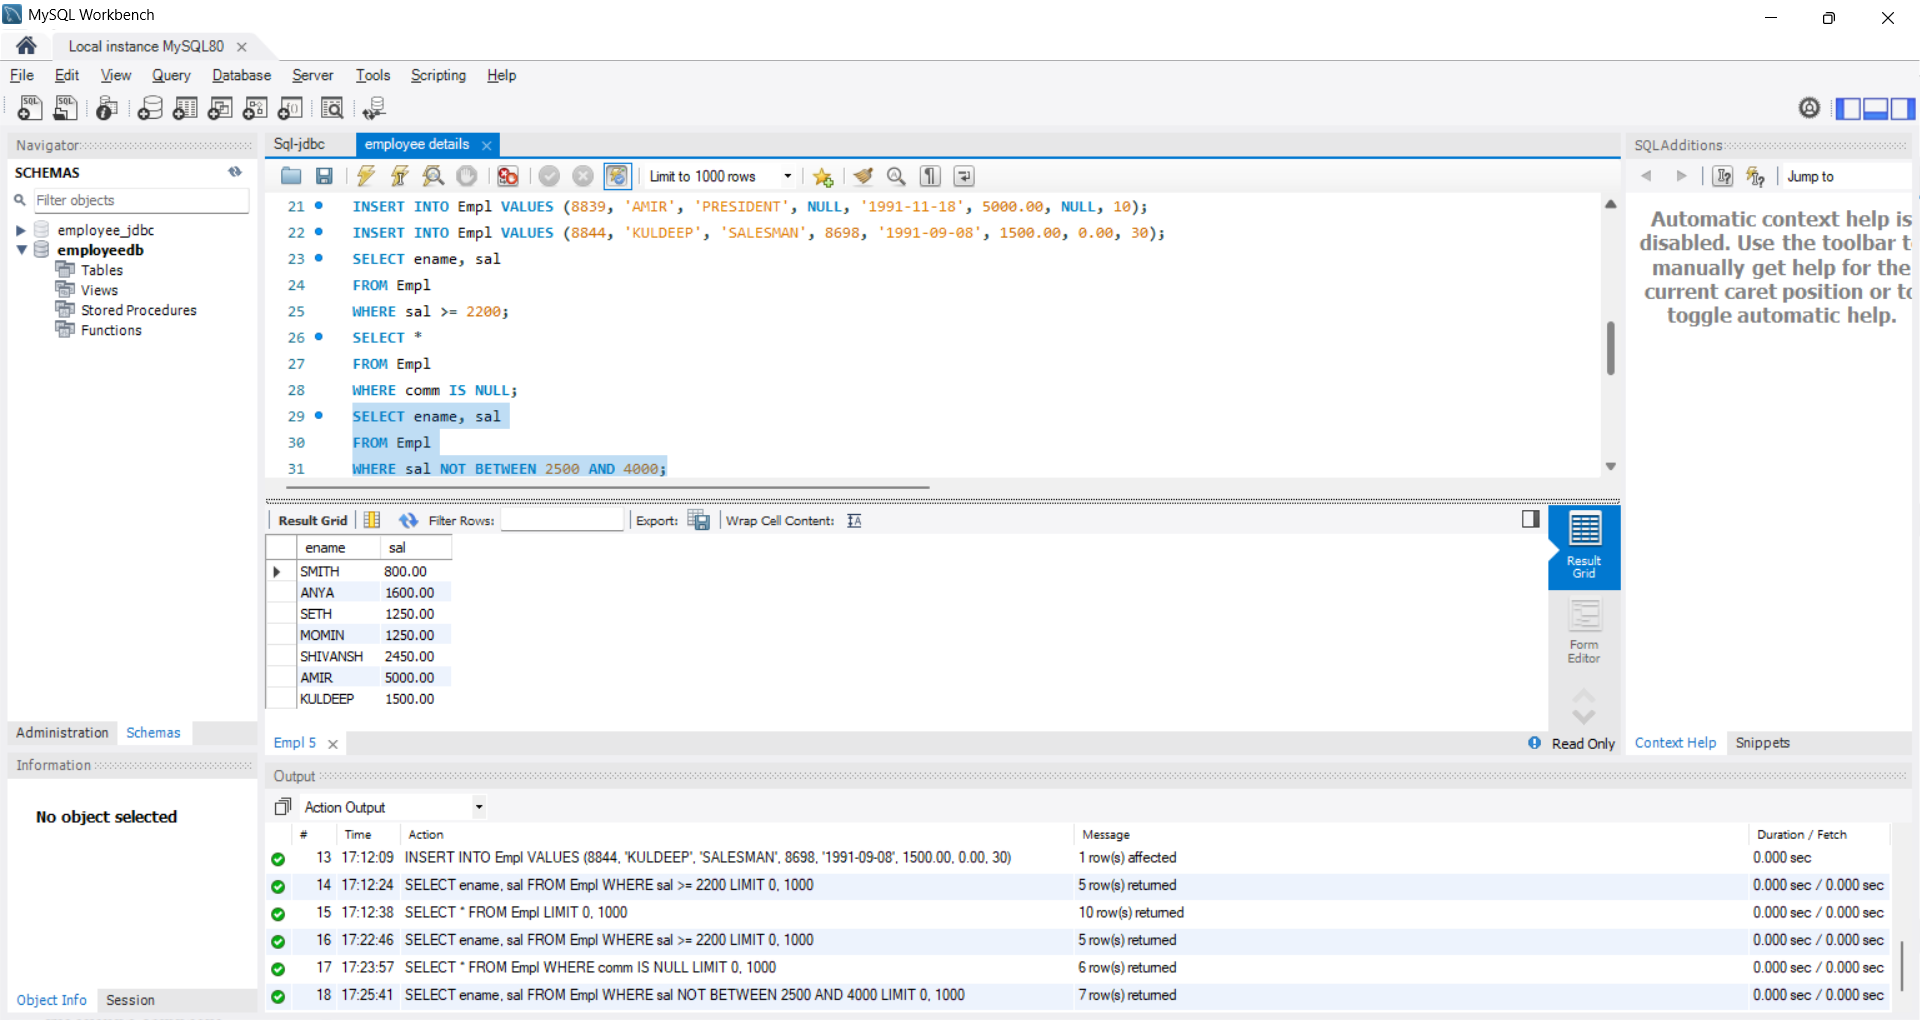 MySQL Workbench
Local instance MySQL80
File Edit View Query Database Server Tools Scripting Help
Navigator
SCHEMAS
Filter objects
employee_jdbc
employeedb
Tables
Views
Stored Procedures
Functions
Administration Schemas
Information
No object selected
Object Info Session
Sql-jdbc employee details
Limit to 1000 rows
21 INSERT INTO Empl VALUES (8839, 'AMIR', 'PRESIDENT', NULL, '1991-11-18', 5000.00, NULL, 10);
22 INSERT INTO Empl VALUES (8844, 'KULDEEP', 'SALESMAN', 8698, '1991-09-08', 1500.00, 0.00, 30);
23 SELECT ename, sal
24 FROM Empl
25 WHERE sal >= 2200;
26 SELECT *
27 FROM Empl
28 WHERE comm IS NULL;
29 SELECT ename, sal
30 FROM Empl
31 WHERE sal NOT BETWEEN 2500 AND 4000;
Result Grid Filter Rows: Export: Wrap Cell Content:
ename sal
SMITH 800.00
ANYA 1600.00
SETH 1250.00
MOMIN 1250.00
SHIVANSH 2450.00
AMIR 5000.00
KULDEEP 1500.00
Result
Grid
Form
Editor
Empl 5
Read Only
SQLAdditions
Jump to
Automatic context help is
disabled. Use the toolbar t
manually get help for the
current caret position or to
toggle automatic help.
Context Help Snippets
Output
Action Output
# Time Action Message Duration / Fetch
13 17:12:09 INSERT INTO Empl VALUES (8844, 'KULDEEP', 'SALESMAN', 8698, '1991-09-08', 1500.00, 0.00, 30) 1 row(s) affected 0.000 sec
14 17:12:24 SELECT ename, sal FROM Empl WHERE sal >= 2200 LIMIT 0, 1000 5 row(s) returned 0.000 sec / 0.000 sec
15 17:12:38 SELECT * FROM Empl LIMIT 0, 1000 10 row(s) returned 0.000 sec / 0.000 sec
16 17:22:46 SELECT ename, sal FROM Empl WHERE sal >= 2200 LIMIT 0, 1000 5 row(s) returned 0.000 sec / 0.000 sec
17 17:23:57 SELECT * FROM Empl WHERE comm IS NULL LIMIT 0, 1000 6 row(s) returned 0.000 sec / 0.000 sec
18 17:25:41 SELECT ename, sal FROM Empl WHERE sal NOT BETWEEN 2500 AND 4000 LIMIT 0, 1000 7 row(s) returned 0.000 sec / 0.000 sec